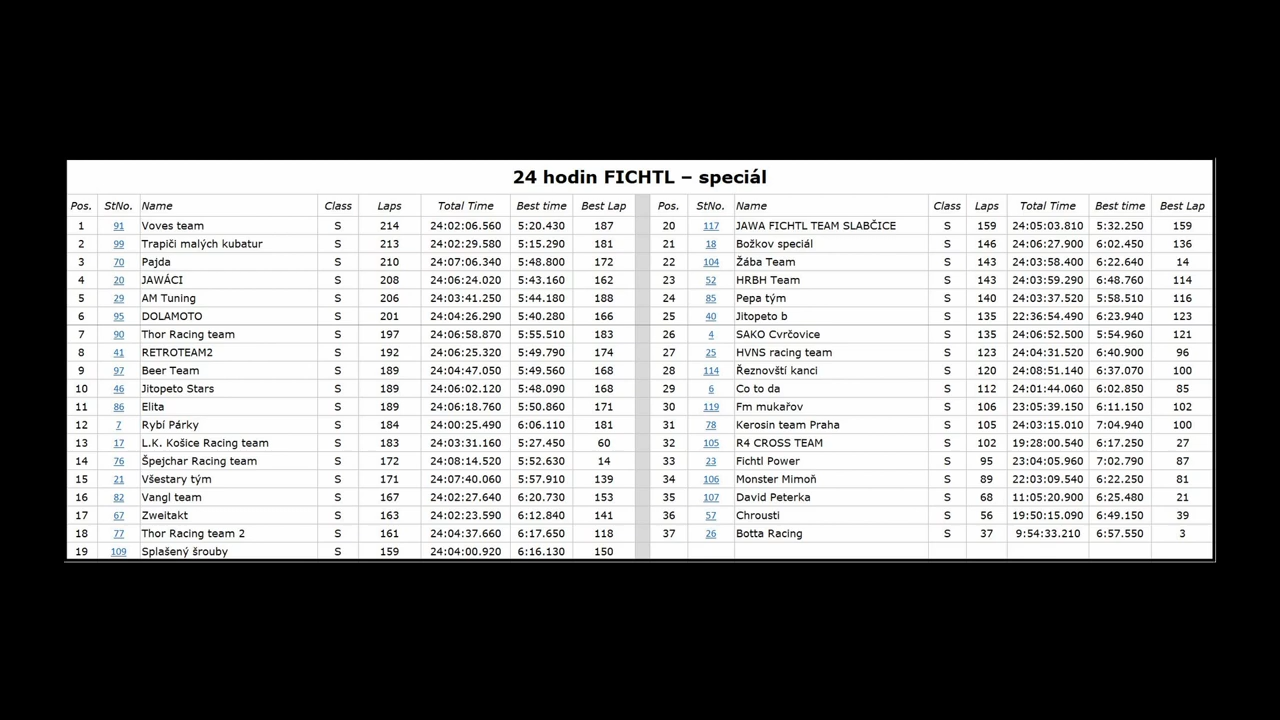 24 hodin FICHTL – speciál
Pos. StNo. Name Class Laps Total Time Best time Best Lap Pos. StNo. Name Class Laps Total Time Best time Best Lap
1 91 Voves team S 214 24:02:06.560 5:20.430 187 20 117 JAWA FICHTL TEAM SLABČICE S 159 24:05:03.810 5:32.250 159
2 99 Trapiči malých kubatur S 213 24:02:29.580 5:15.290 181 21 18 Božkov speciál S 146 24:06:27.900 6:02.450 136
3 70 Pajda S 210 24:07:06.340 5:48.800 172 22 104 Žába Team S 143 24:03:58.400 6:22.640 14
4 20 JAWÁCI S 208 24:06:24.020 5:43.160 162 23 52 HRBH Team S 143 24:03:59.290 6:48.760 114
5 29 AM Tuning S 206 24:03:41.250 5:44.180 188 24 85 Pepa tým S 140 24:03:37.520 5:58.510 116
6 95 DOLAMOTO S 201 24:04:26.290 5:40.280 166 25 40 Jitopeto b S 135 22:36:54.490 6:23.940 123
7 90 Thor Racing team S 197 24:06:58.870 5:55.510 183 26 4 SAKO Cvrčovice S 135 24:06:52.500 5:54.960 121
8 41 RETROTEAM2 S 192 24:06:25.320 5:49.790 174 27 25 HVNS racing team S 123 24:04:31.520 6:40.900 96
9 97 Beer Team S 189 24:04:47.050 5:49.560 168 28 114 Řeznovští kanci S 120 24:08:51.140 6:37.070 100
10 46 Jitopeto Stars S 189 24:06:02.120 5:48.090 168 29 6 Co to da S 112 24:01:44.060 6:02.850 85
11 86 Elita S 189 24:06:18.760 5:50.860 171 30 119 Fm mukařov S 106 23:05:39.150 6:11.150 102
12 7 Rybí Párky S 184 24:00:25.490 6:06.110 181 31 78 Kerosin team Praha S 105 24:03:15.010 7:04.940 100
13 17 L.K. Košice Racing team S 183 24:03:31.160 5:27.450 60 32 105 R4 CROSS TEAM S 102 19:28:00.540 6:17.250 27
14 76 Špejchar Racing team S 172 24:08:14.520 5:52.630 14 33 23 Fichtl Power S 95 23:04:05.960 7:02.790 87
15 21 Všestary tým S 171 24:07:40.060 5:57.910 139 34 106 Monster Mimoň S 89 22:03:09.540 6:22.250 81
16 82 Vangl team S 167 24:02:27.640 6:20.730 153 35 107 David Peterka S 68 11:05:20.900 6:25.480 21
17 67 Zweitakt S 163 24:02:23.590 6:12.840 141 36 57 Chrousti S 56 19:50:15.090 6:49.150 39
18 77 Thor Racing team 2 S 161 24:04:37.660 6:17.650 118 37 26 Botta Racing S 37 9:54:33.210 6:57.550 3
19 109 Splašený šrouby S 159 24:04:00.920 6:16.130 150